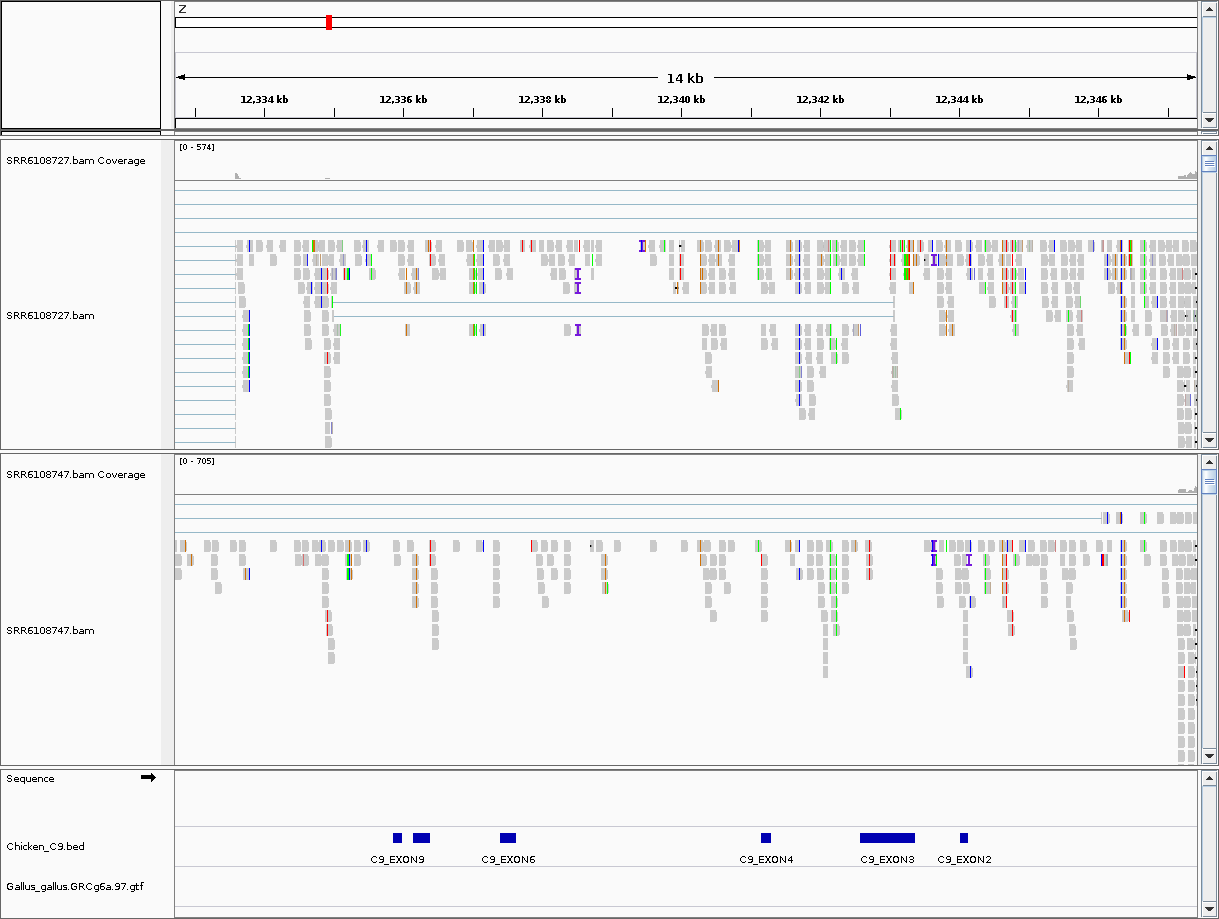 Z
14 kb
12,334 kb 12,336 kb 12,338 kb 12,340 kb 12,342 kb 12,344 kb 12,346 kb
[0 - 574]
SRR6108727.bam Coverage
SRR6108727.bam
[0 - 705]
SRR6108747.bam Coverage
SRR6108747.bam
Sequence
Chicken_C9.bed
C9_EXON9 C9_EXON6 C9_EXON4 C9_EXON3 C9_EXON2
Gallus_gallus.GRCg6a.97.gtf